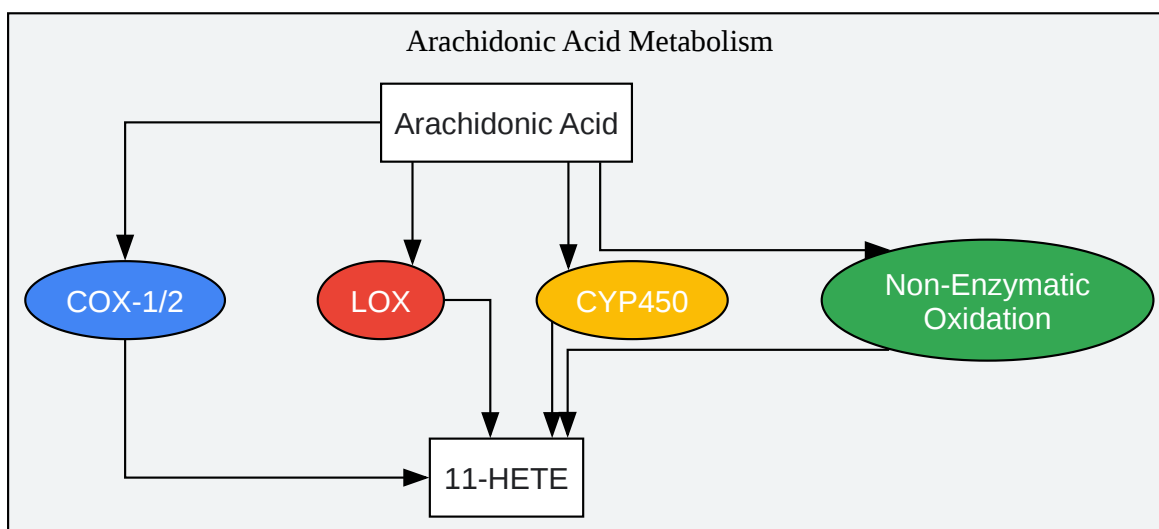 Arachidonic Acid Metabolism
Arachidonic Acid
COX-1/2
LOX
CYP450
Non-Enzymatic
Oxidation
11-HETE